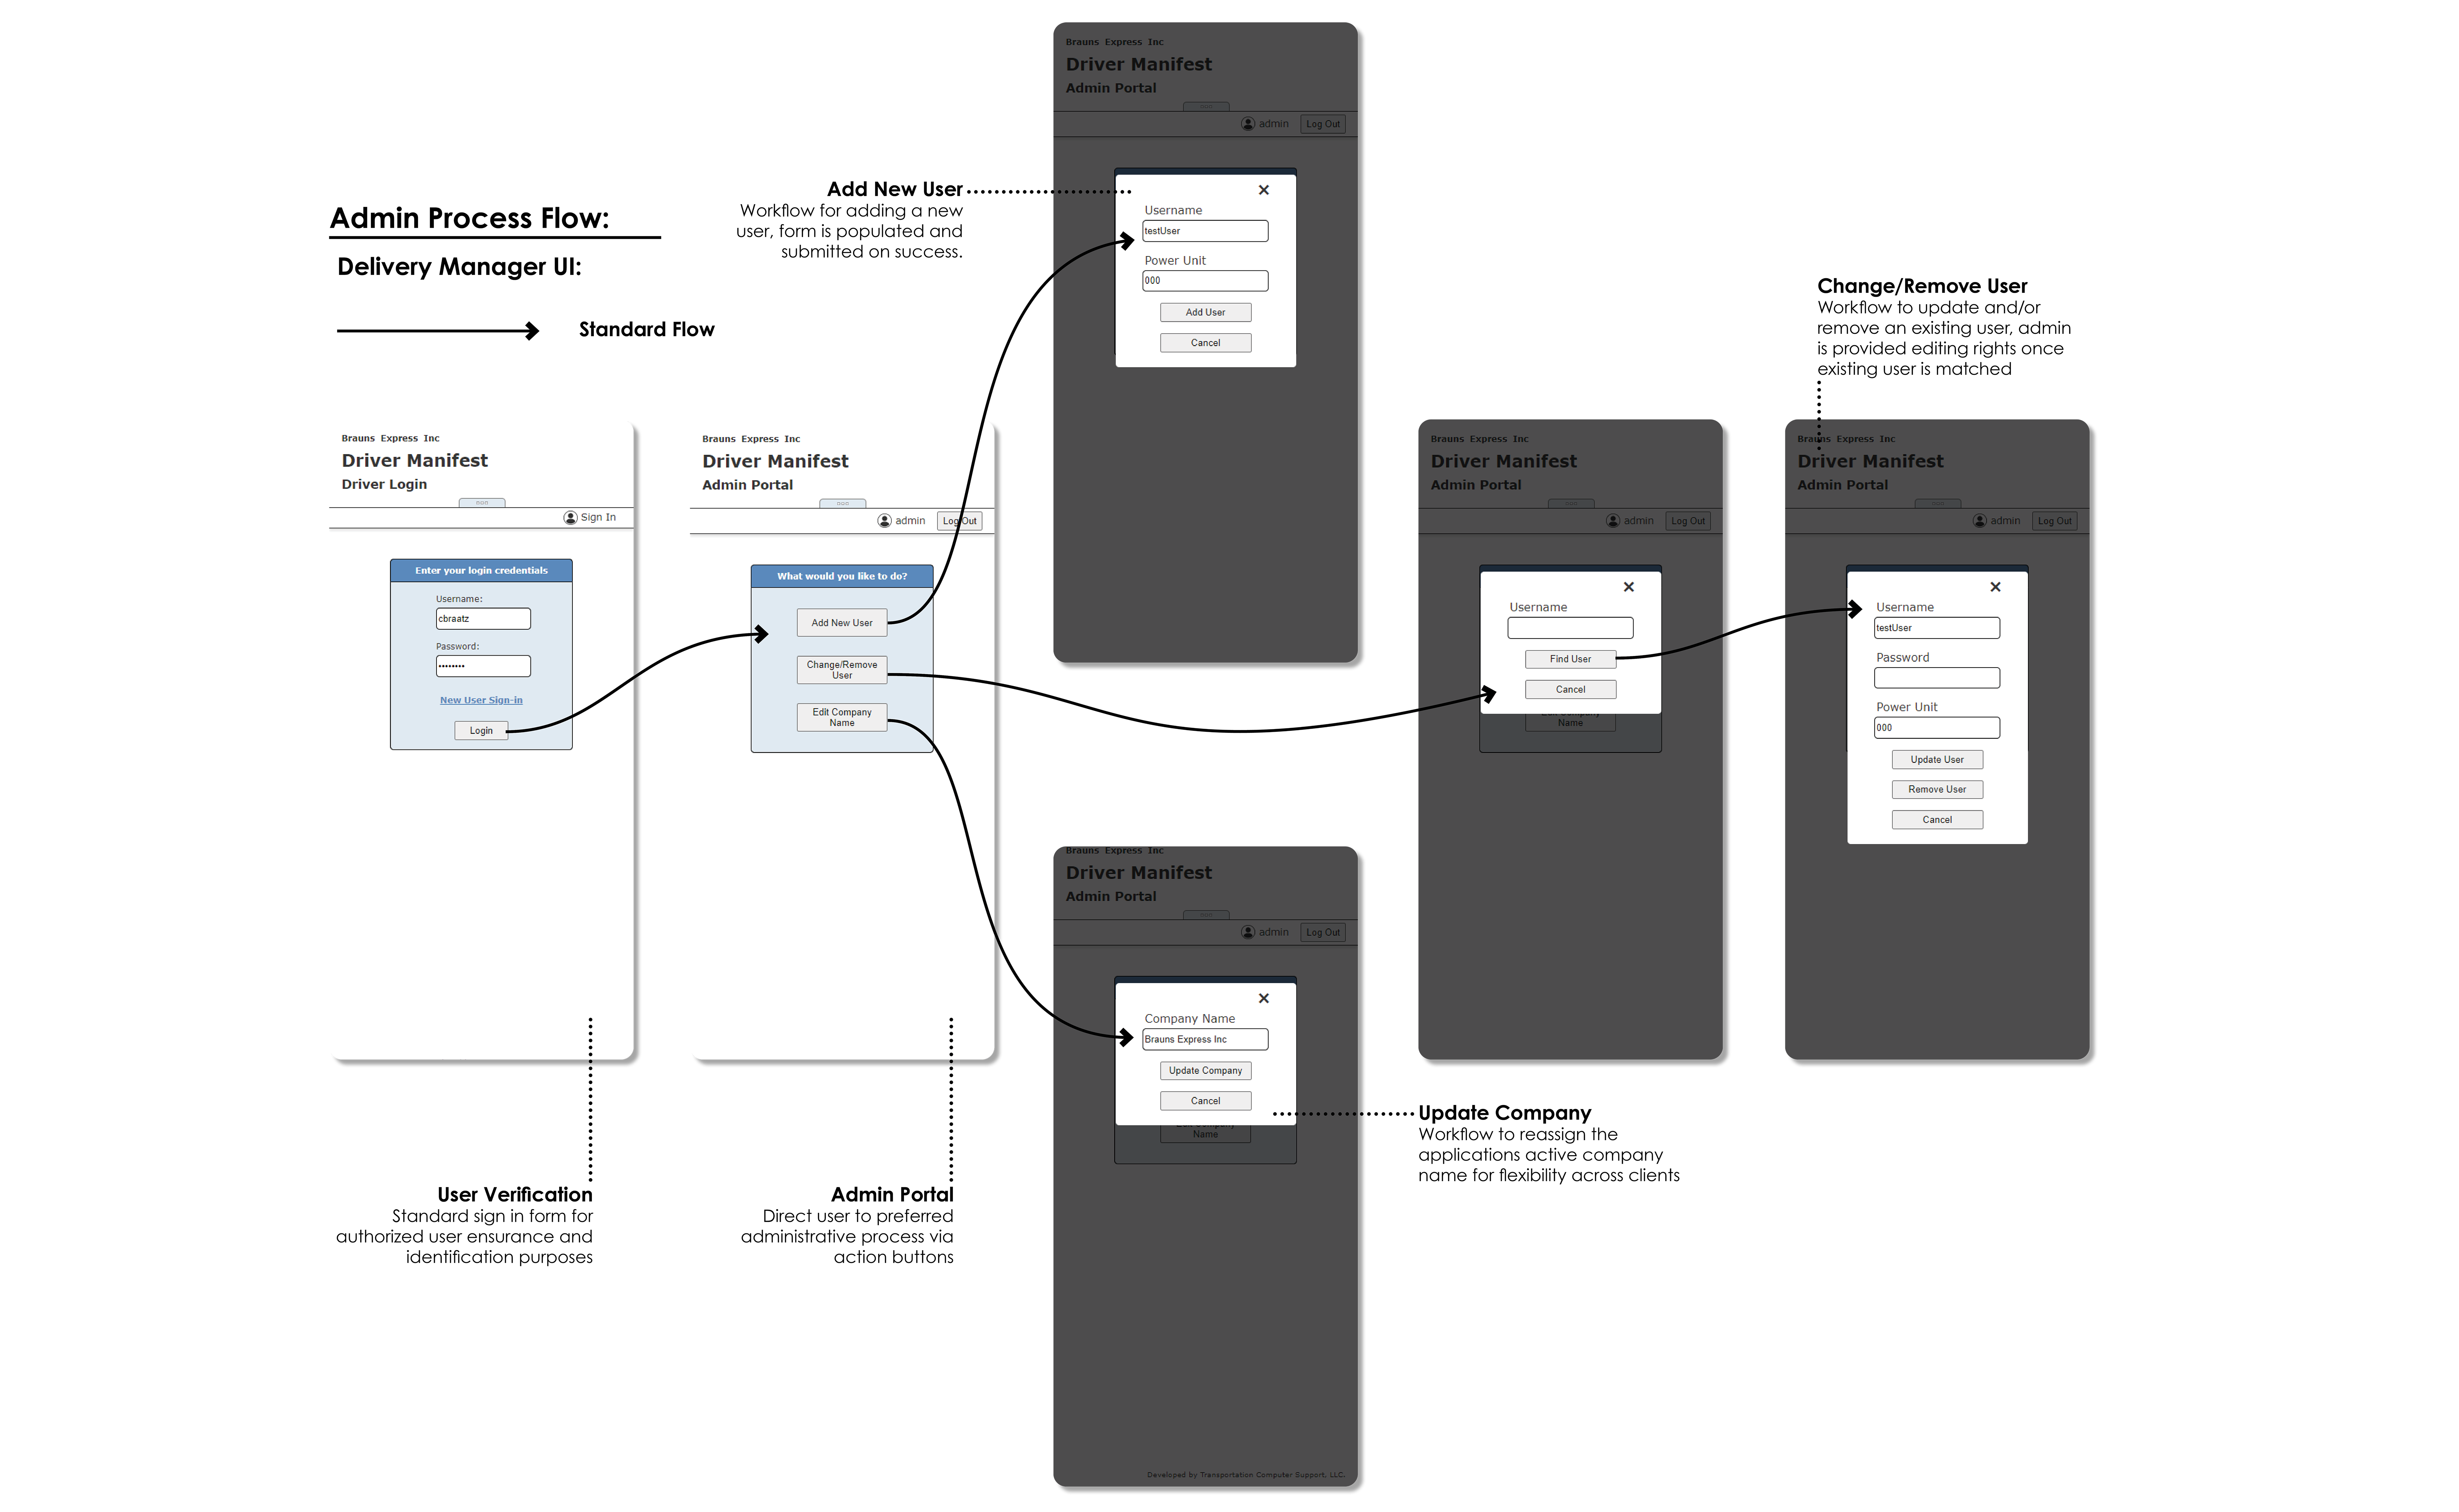 Admin Process Flow:
Delivery Manager UI:
Standard Flow
Brauns Express Inc
Driver Manifest
Driver Login
Sign In
Enter your login credentials
Username:
cbraatz
Password:
••••••••
New User Sign-in
Login
User Verification
Standard sign in form for
authorized user ensurance and
identification purposes
Brauns Express Inc
Driver Manifest
Admin Portal
admin
Log Out
What would you like to do?
Add New User
Change/Remove
User
Edit Company
Name
Admin Portal
Direct user to preferred
administrative process via
action buttons
Add New User
Workflow for adding a new
user, form is populated and
submitted on success.
Brauns Express Inc
Driver Manifest
Admin Portal
admin
Log Out
Username
testUser
Power Unit
000
Add User
Cancel
Brauns Express Inc
Driver Manifest
Admin Portal
admin
Log Out
Company Name
Brauns Express Inc
Update Company
Cancel
Edit Company
Name
Developed by Transportation Computer Support, LLC.
Update Company
Workflow to reassign the
applications active company
name for flexibility across clients
Brauns Express Inc
Driver Manifest
Admin Portal
admin
Log Out
Username
Find User
Cancel
Edit Company
Name
Change/Remove User
Workflow to update and/or
remove an existing user, admin
is provided editing rights once
existing user is matched
Brauns Express Inc
Driver Manifest
Admin Portal
admin
Log Out
Username
testUser
Password
Power Unit
000
Update User
Remove User
Cancel